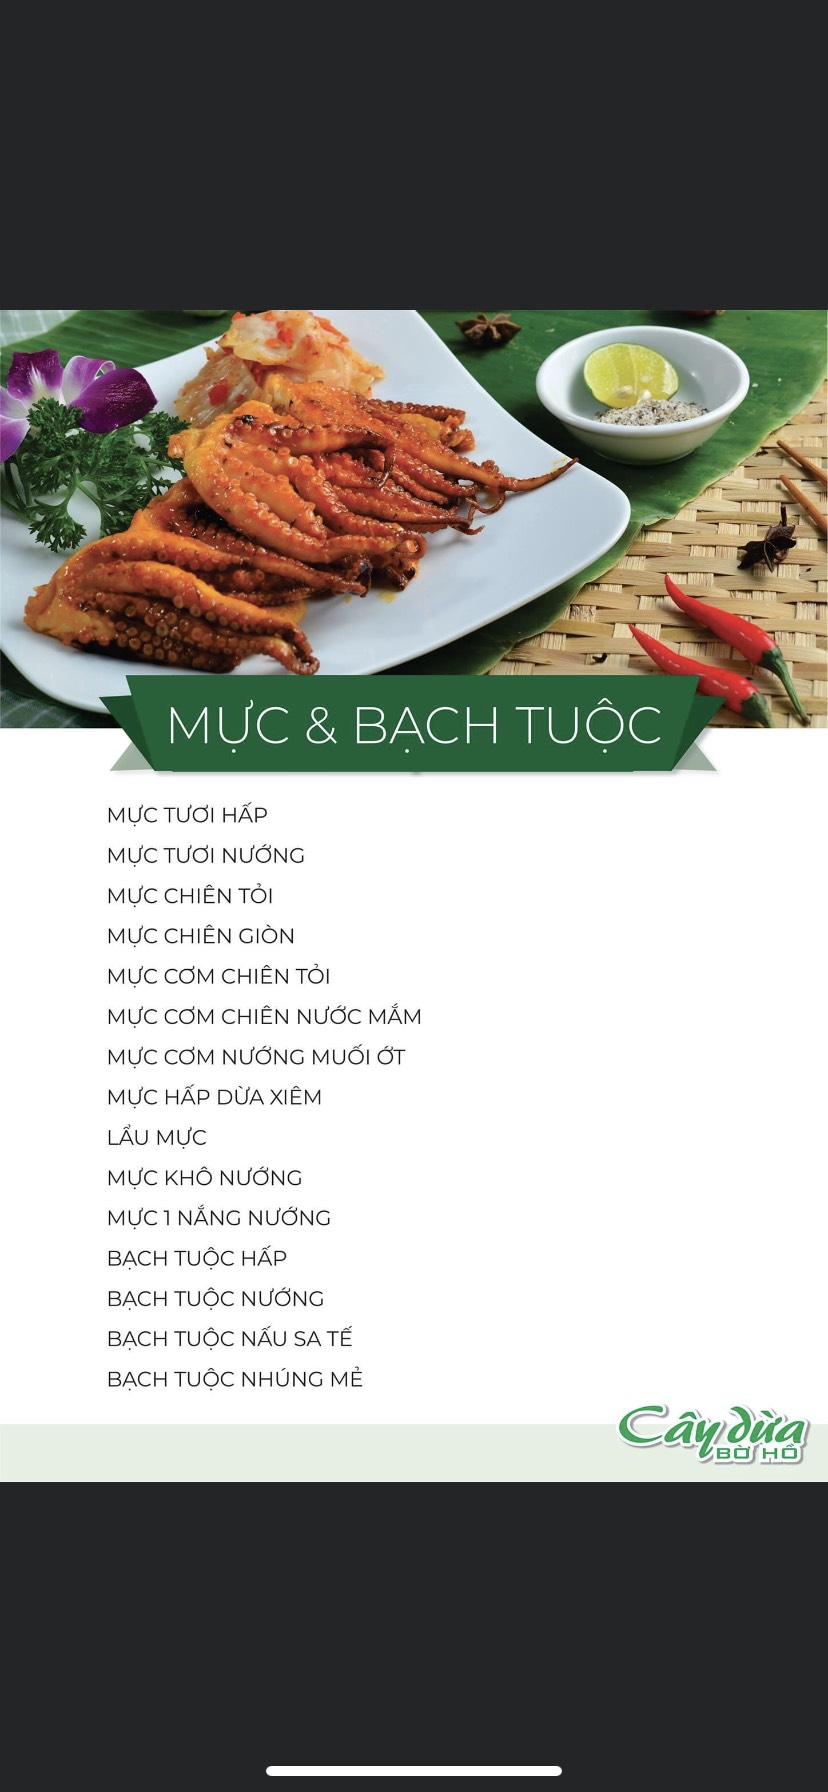 MỰC & BẠCH TUỘC
MỰC TƯƠI HẤP
MỰC TƯƠI NƯỚNG
MỰC CHIÊN TỎI
MỰC CHIÊN GIÒN
MỰC CƠM CHIÊN TỎI
MỰC CƠM CHIÊN NƯỚC MẮM
MỰC CƠM NƯỚNG MUỐI ỚT
MỰC HẤP DỪA XIÊM
LẨU MỰC
MỰC KHÔ NƯỚNG
MỰC 1 NẮNG NƯỚNG
BẠCH TUỘC HẤP
BẠCH TUỘC NƯỚNG
BẠCH TUỘC NẤU SA TẾ
BẠCH TUỘC NHÚNG MẺ
Cây dừa
BỜ HỒ